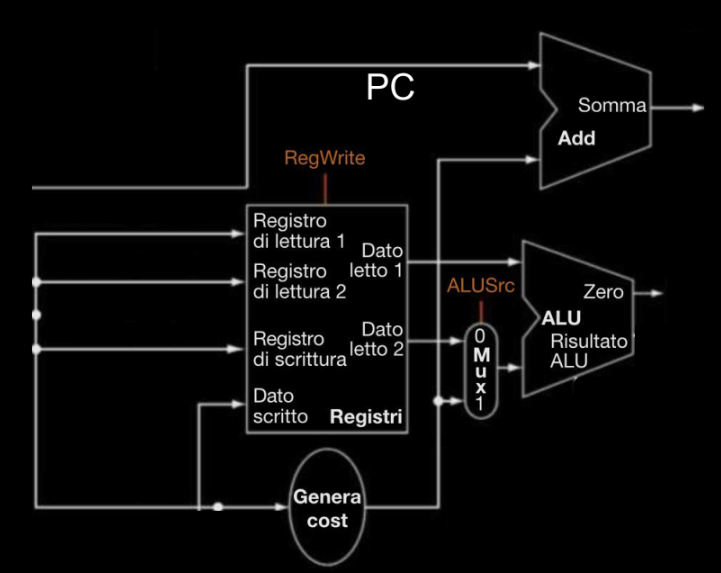 PC
Somma
Add
RegWrite
Registro
di lettura 1
Dato
letto 1
Registro
di lettura 2
Registro
di scrittura
Dato
letto 2
Dato
scritto
Registri
ALUSrc
0
M
u
x
1
Zero
ALU
Risultato
ALU
Genera
cost